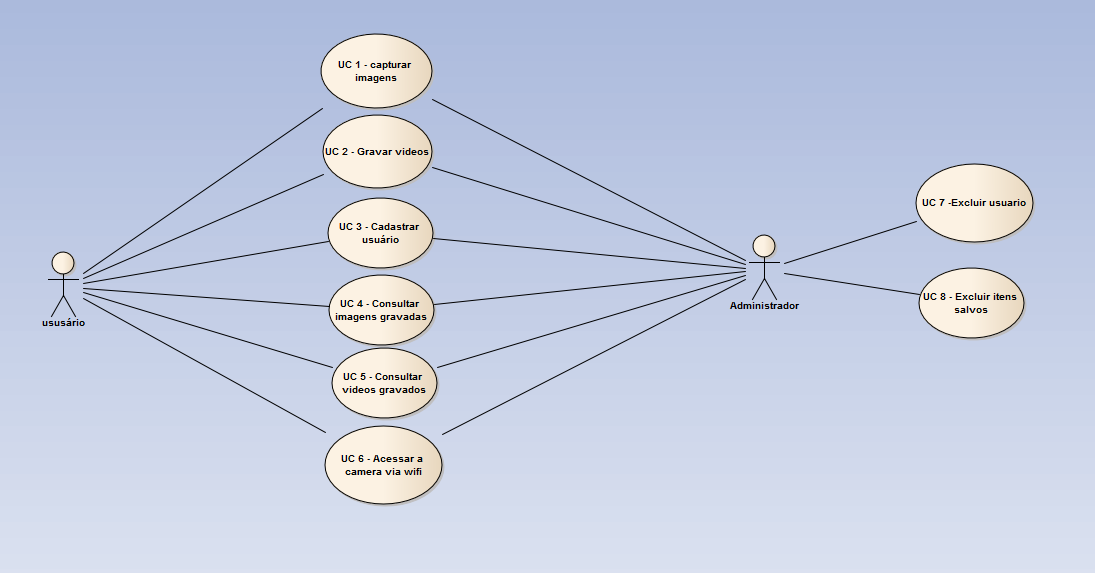 UC 1 - capturar
imagens
UC 2 - Gravar videos
UC 3 - Cadastrar
usuário
UC 4 - Consultar
imagens gravadas
UC 5 - Consultar
videos gravados
UC 6 - Acessar a
camera via wifi
ususário
Administrador
UC 7 -Excluir usuario
UC 8 - Excluir itens
salvos